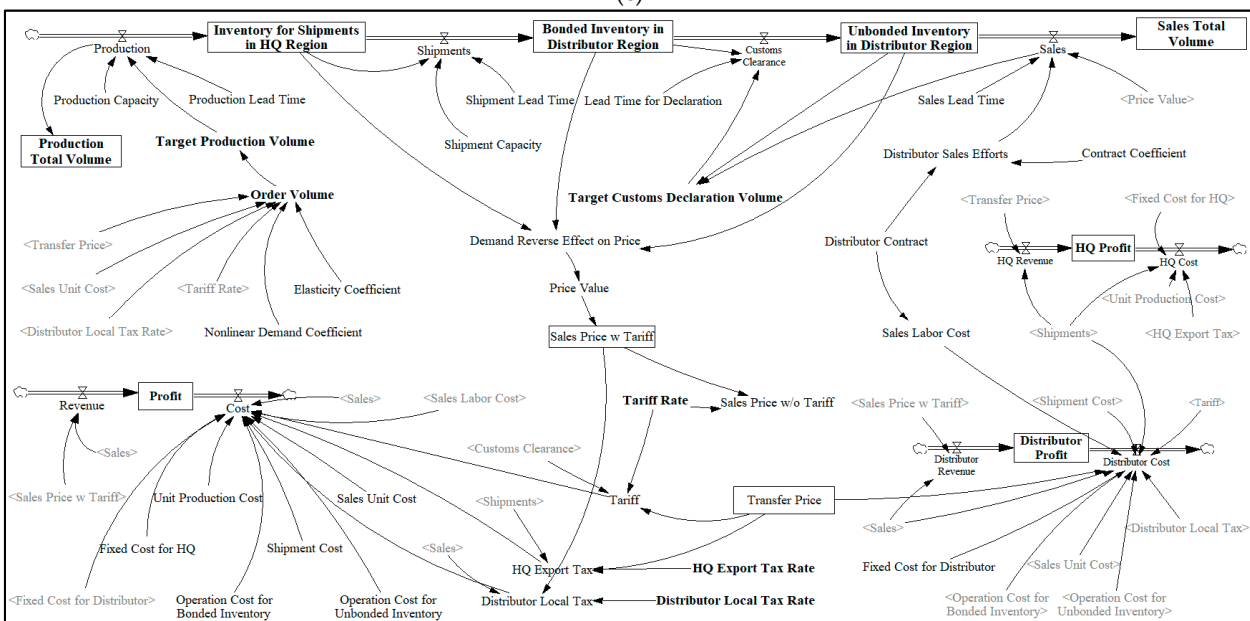 Inventory for Shipments
in HQ Region
Bonded Inventory in
Distributor Region
Unbonded Inventory
in Distributor Region
Sales Total
Volume
Production
Shipments
Customs
Clearance
Sales
Production Capacity
Production Lead Time
Shipment Lead Time
Lead Time for Declaration
Sales Lead Time
<Price Value>
Production
Total Volume
Target Production Volume
Shipment Capacity
Distributor Sales Efforts
Contract Coefficient
Order Volume
Target Customs Declaration Volume
<Transfer Price>
<Fixed Cost for HQ>
<Transfer Price>
Demand Reverse Effect on Price
Distributor Contract
HQ Profit
HQ Revenue
HQ Cost
<Sales Unit Cost>
<Tariff Rate>
Elasticity Coefficient
Price Value
<Unit Production Cost>
<Distributor Local Tax Rate>
Nonlinear Demand Coefficient
Sales Price w Tariff
Sales Labor Cost
<Shipments>
<HQ Export Tax>
Profit
Revenue
Cost
<Sales>
<Sales Labor Cost>
Tariff Rate
Sales Price w/o Tariff
<Sales Price w Tariff>
<Shipment Cost>
<Tariff>
<Sales>
<Customs Clearance>
Distributor
Profit
Distributor
Revenue
Distributor Cost
<Sales Price w Tariff>
Unit Production Cost
Sales Unit Cost
<Shipments>
Tariff
Transfer Price
<Sales>
<Distributor Local Tax>
Fixed Cost for HQ
Shipment Cost
<Sales>
HQ Export Tax
HQ Export Tax Rate
Fixed Cost for Distributor
<Sales Unit Cost>
<Fixed Cost for Distributor>
Operation Cost for
Bonded Inventory
Operation Cost for
Unbonded Inventory
Distributor Local Tax
Distributor Local Tax Rate
<Operation Cost for
Bonded Inventory>
<Operation Cost for
Unbonded Inventory>